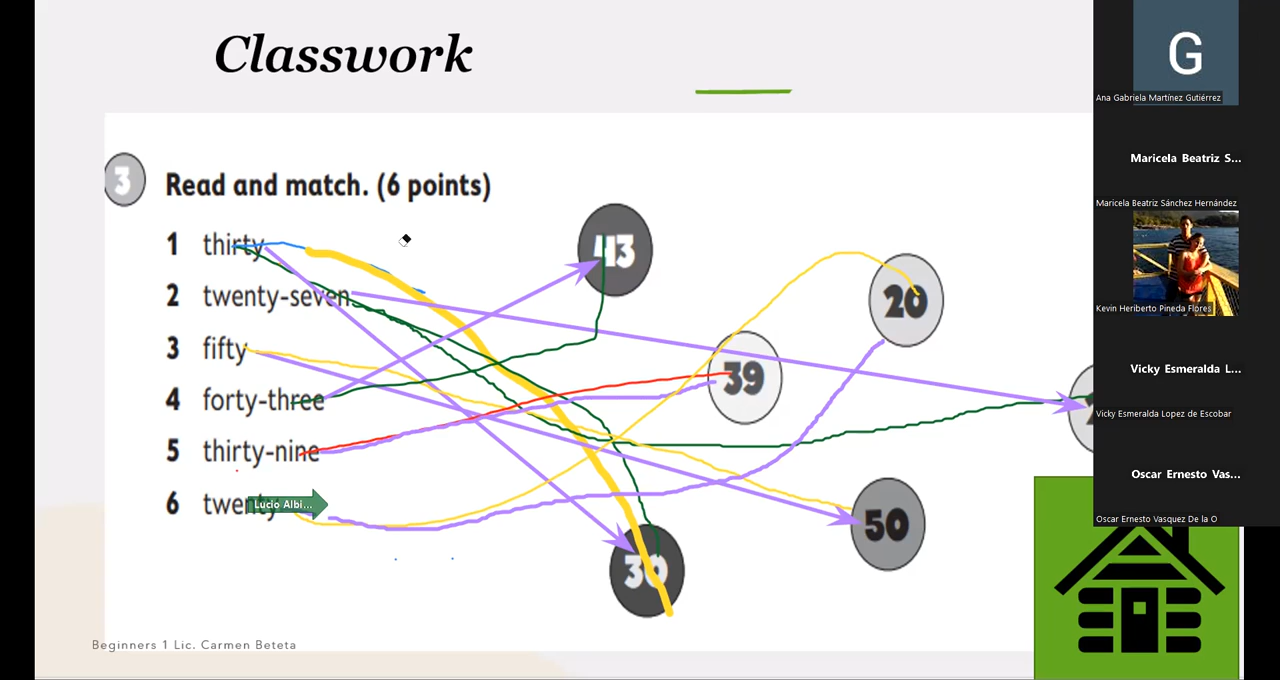 Classwork
3 Read and match. (6 points)
1 thirty
2 twenty-seven
3 fifty
4 forty-three
5 thirty-nine
6 twenty
Lucio Albi...
43
20
39
50
30
Beginners 1 Lic. Carmen Beteta
G
Ana Gabriela Martínez Gutiérrez
Maricela Beatriz S...
Maricela Beatriz Sánchez Hernández
Kevin Heriberto Pineda Flores
Vicky Esmeralda L...
Vicky Esmeralda Lopez de Escobar
Oscar Ernesto Vas...
Oscar Ernesto Vasquez De la O